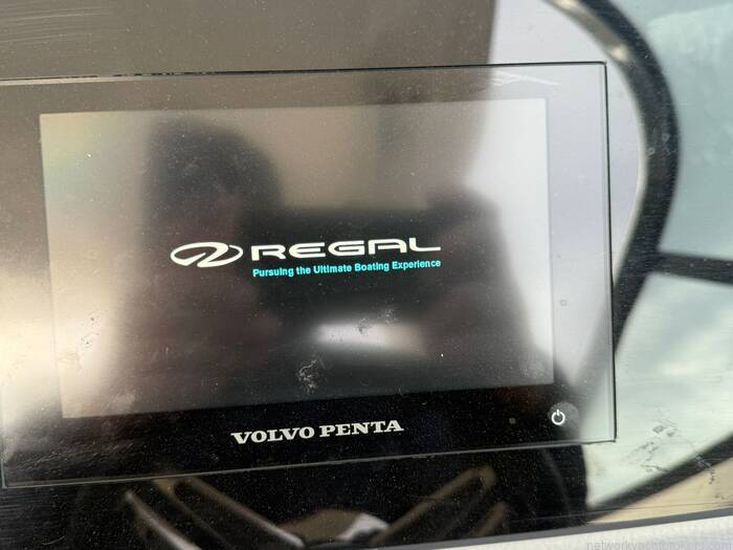 REGAL
Pursuing the Ultimate Boating Experience
VOLVO PENTA